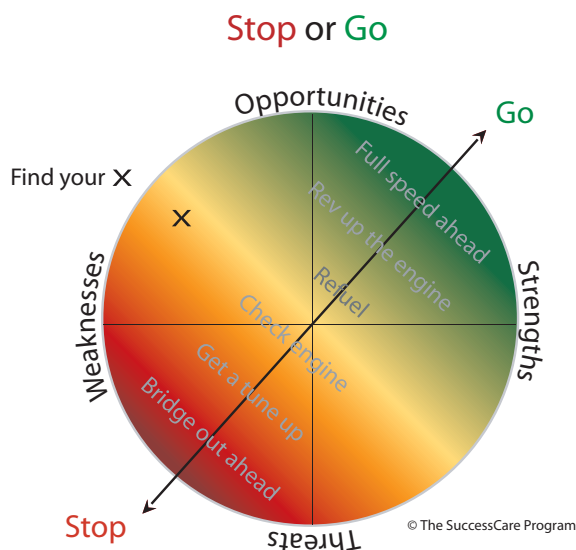 Stop or Go
Opportunities
Go
Find your X
X
Full speed ahead
Rev up the engine
Refuel
Weaknesses
Strengths
Check engine
Get a tune up
Bridge out ahead
Stop
Threats
© The SuccessCare Program